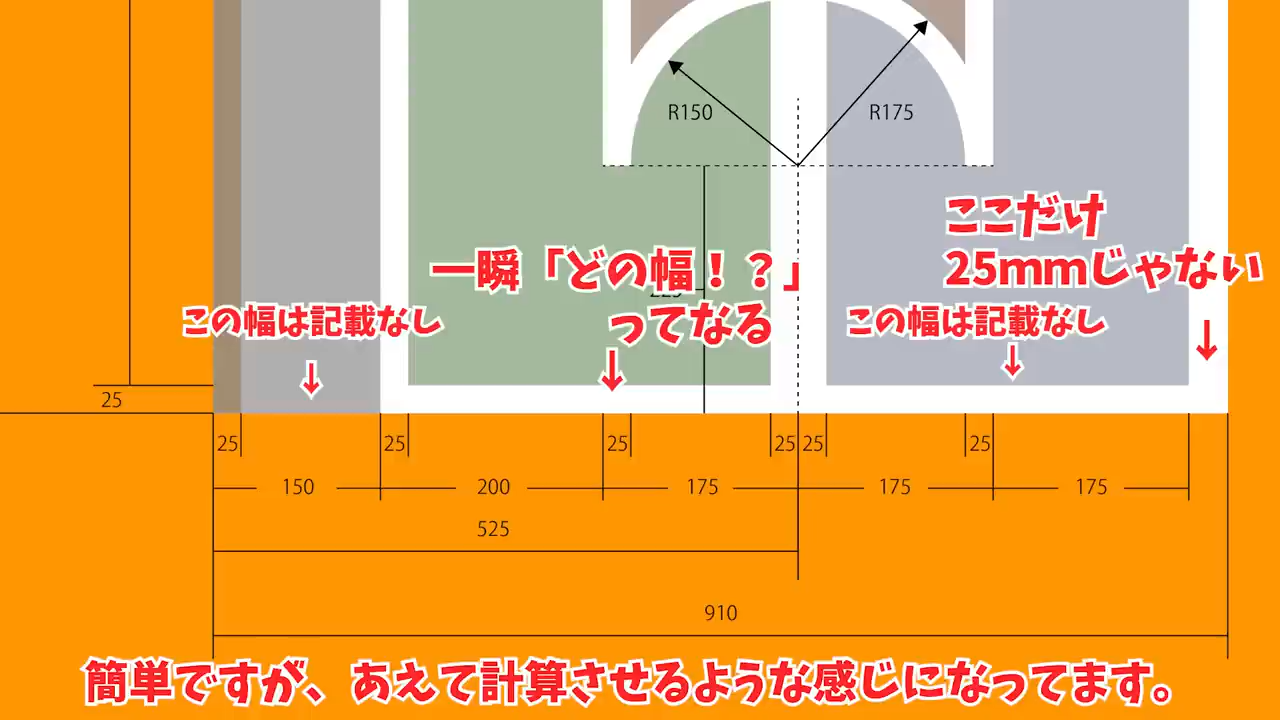 R150
R175
ここだけ
25mmじゃない
一瞬「どの幅！？」
ってなる
この幅は記載なし
↓
↓
この幅は記載なし
↓
↓
225
25
25 25 25 25 25 25
150 200 175 175 175
525
910
簡単ですが、あえて計算させるような感じになってます。